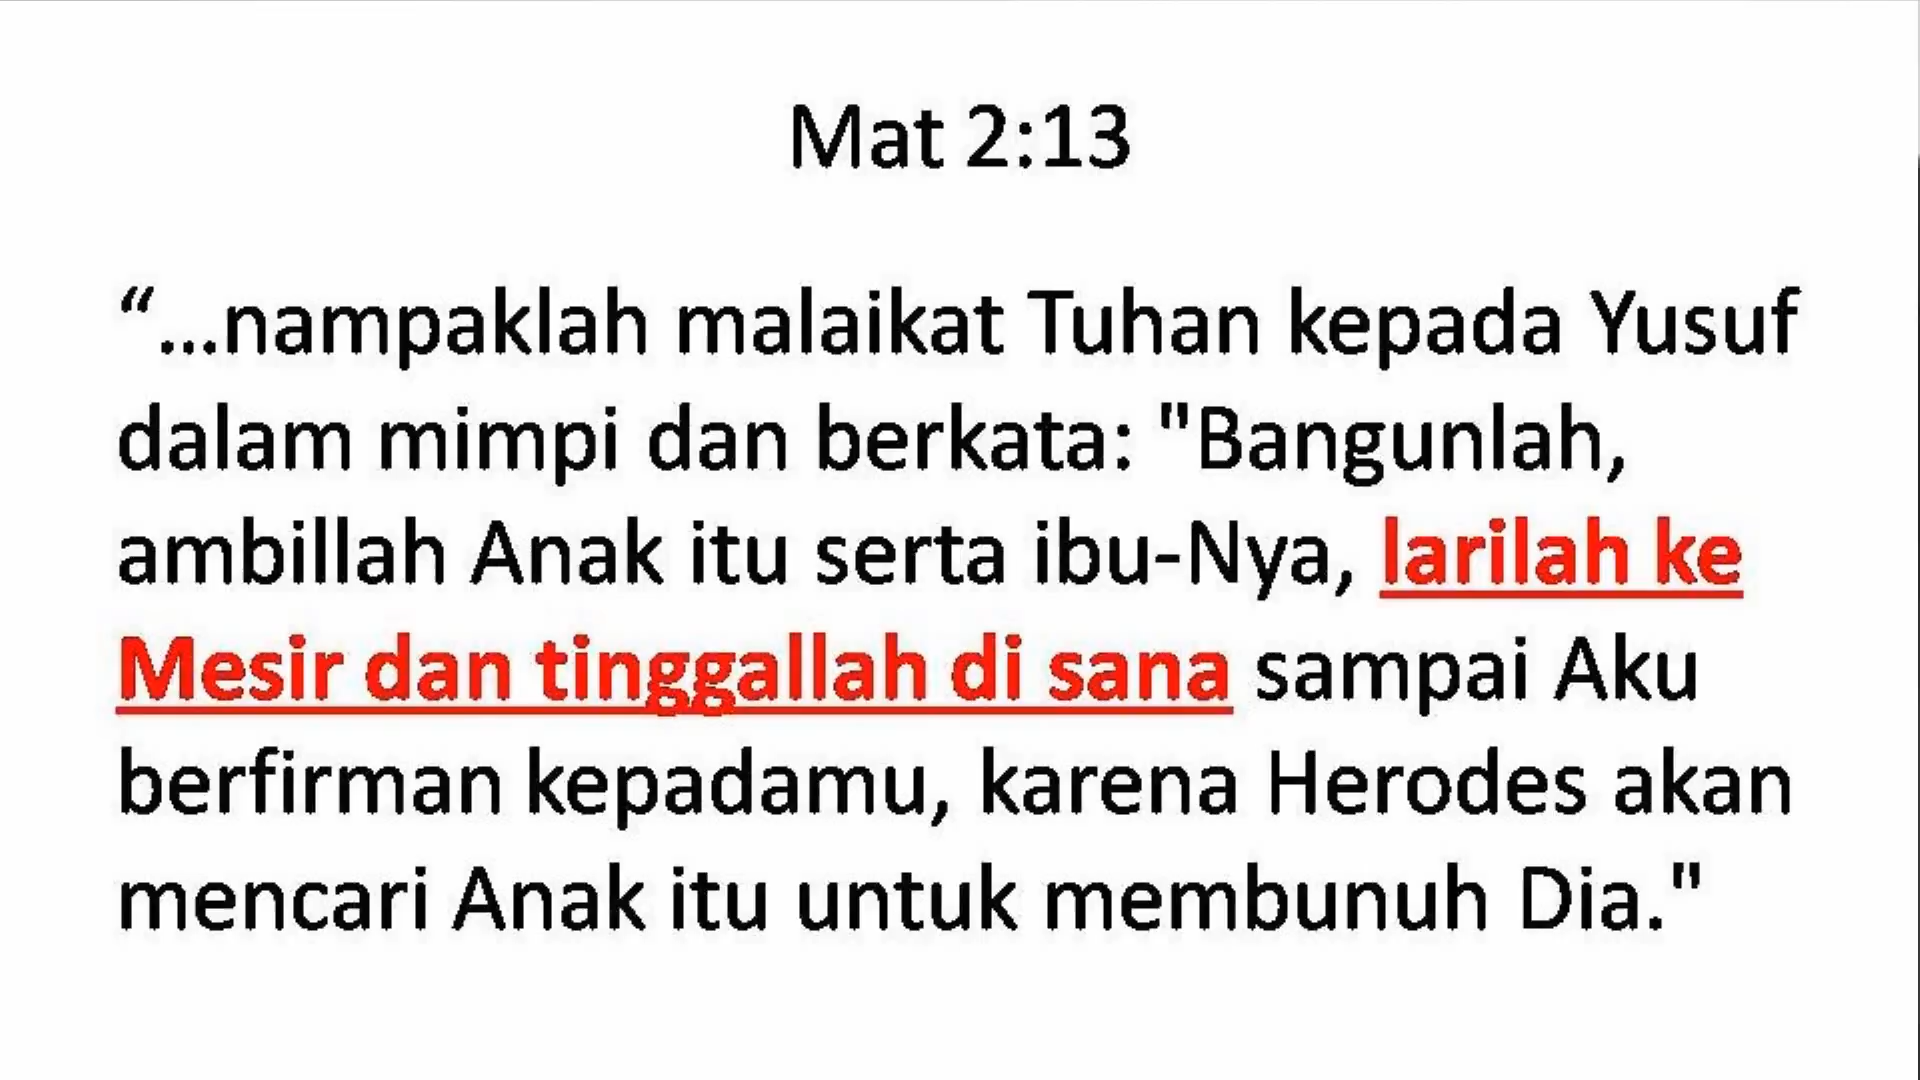 Mat 2:13
“...nampaklah malaikat Tuhan kepada Yusuf
dalam mimpi dan berkata: "Bangunlah,
ambillah Anak itu serta ibu-Nya, larilah ke
Mesir dan tinggallah di sana sampai Aku
berfirman kepadamu, karena Herodes akan
mencari Anak itu untuk membunuh Dia."